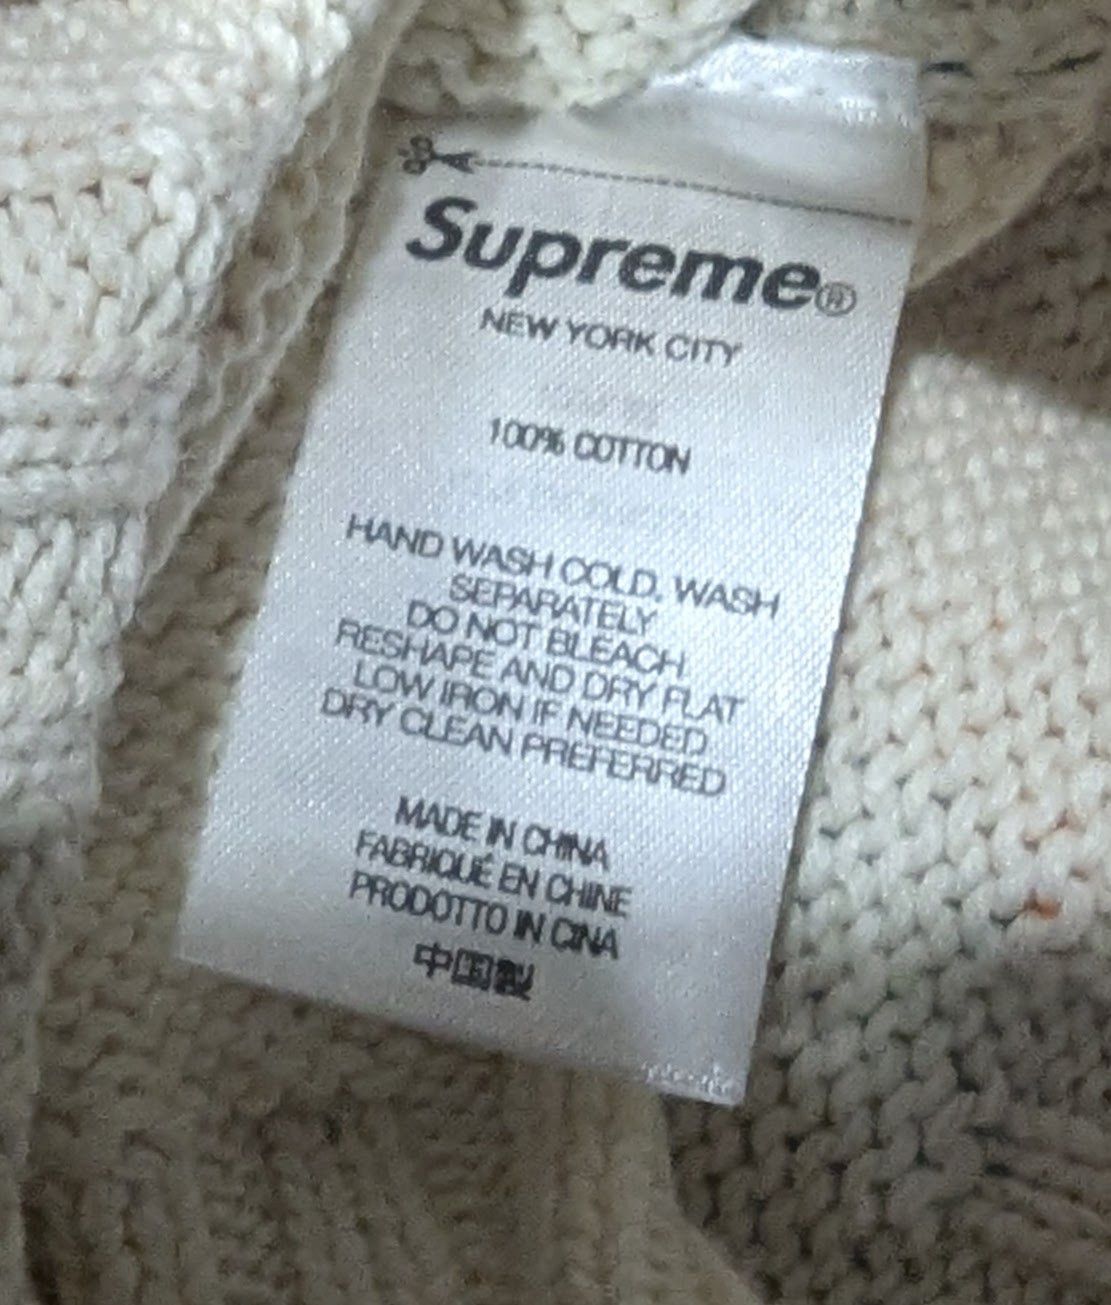 Supreme®
NEW YORK CITY
100% COTTON
HAND WASH COLD, WASH
SEPARATELY
DO NOT BLEACH
RESHAPE AND DRY FLAT
LOW IRON IF NEEDED
DRY CLEAN PREFERRED
MADE IN CHINA
FABRIQUÉ EN CHINE
PRODOTTO IN CINA
中国製